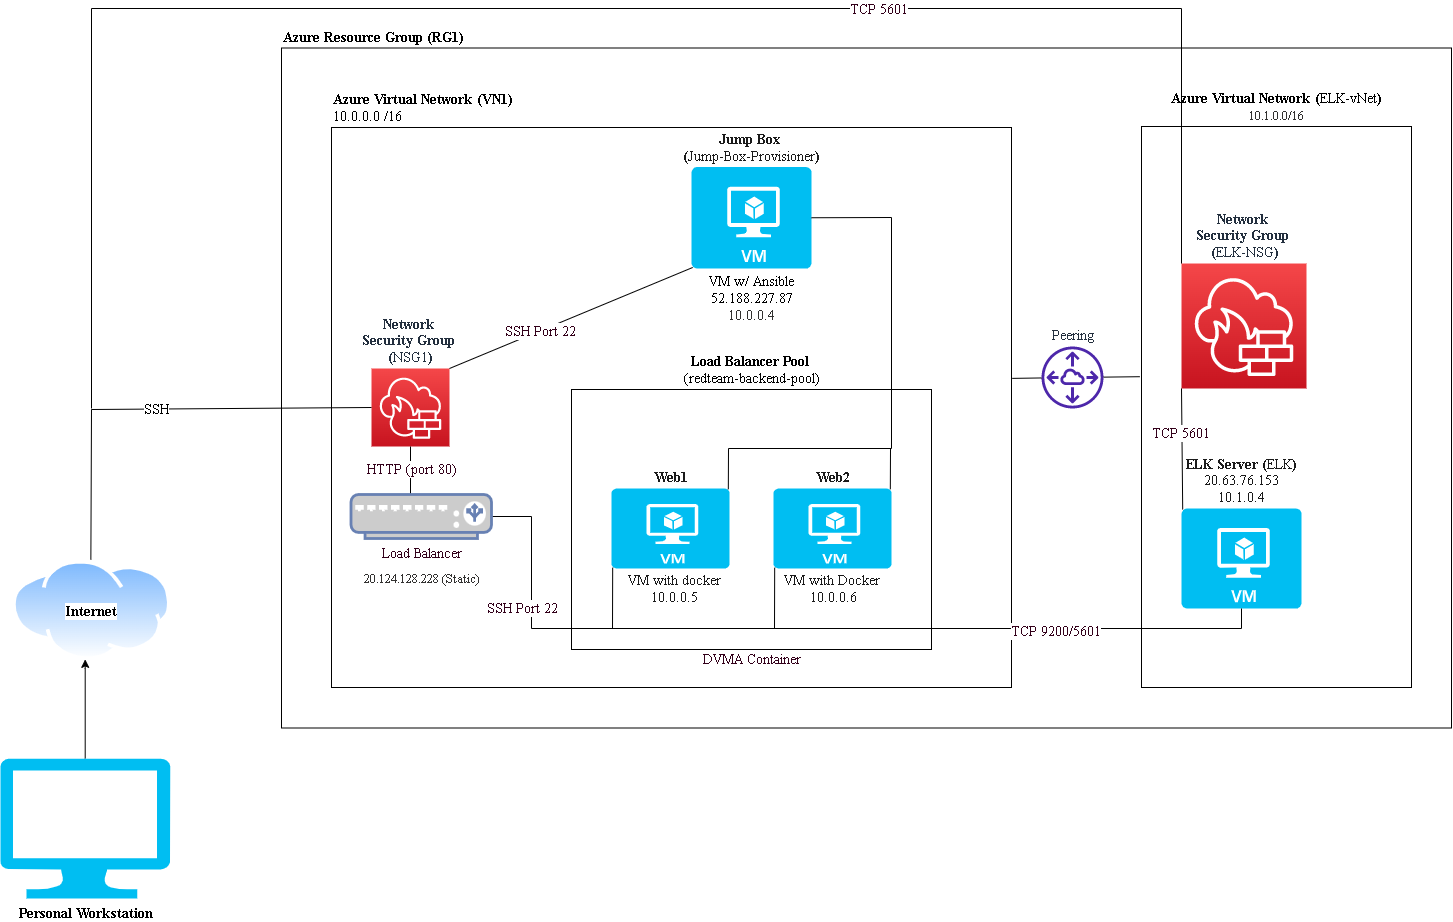 TCP 5601
Azure Resource Group (RG1)
Azure Virtual Network (VN1)
10.0.0.0 /16
Azure Virtual Network (ELK-vNet)
10.1.0.0/16
Jump Box
(Jump-Box-Provisioner)
VM
VM w/ Ansible
52.188.227.87
10.0.0.4
Network
Security Group
(ELK-NSG)
Network
Security Group
(NSG1)
SSH Port 22
Peering
Load Balancer Pool
(redteam-backend-pool)
SSH
HTTP (port 80)
TCP 5601
ELK Server (ELK)
20.63.76.153
10.1.0.4
VM
Web1
VM
VM with docker
10.0.0.5
Web2
VM
VM with Docker
10.0.0.6
Load Balancer
20.124.128.228 (Static)
SSH Port 22
TCP 9200/5601
DVMA Container
Internet
Personal Workstation